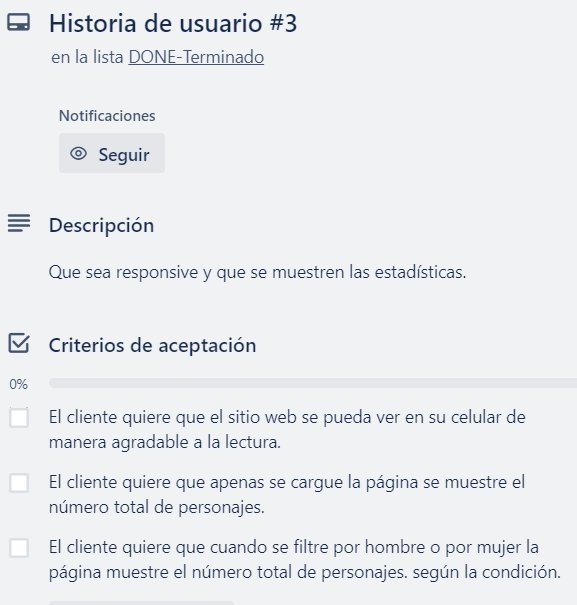 Historia de usuario #3
en la lista DONE-Terminado
Notificaciones
Seguir
Descripción
Que sea responsive y que se muestren las estadísticas.
Criterios de aceptación
0%
El cliente quiere que el sitio web se pueda ver en su celular de
manera agradable a la lectura.
El cliente quiere que apenas se cargue la página se muestre el
número total de personajes.
El cliente quiere que cuando se filtre por hombre o por mujer la
página muestre el número total de personajes. según la condición.